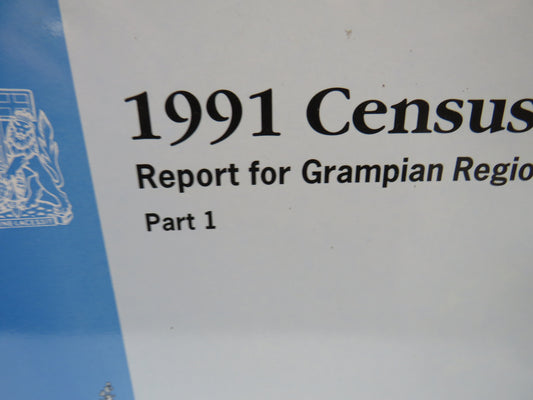 1991 Census
Report for Grampian Regio
Part 1